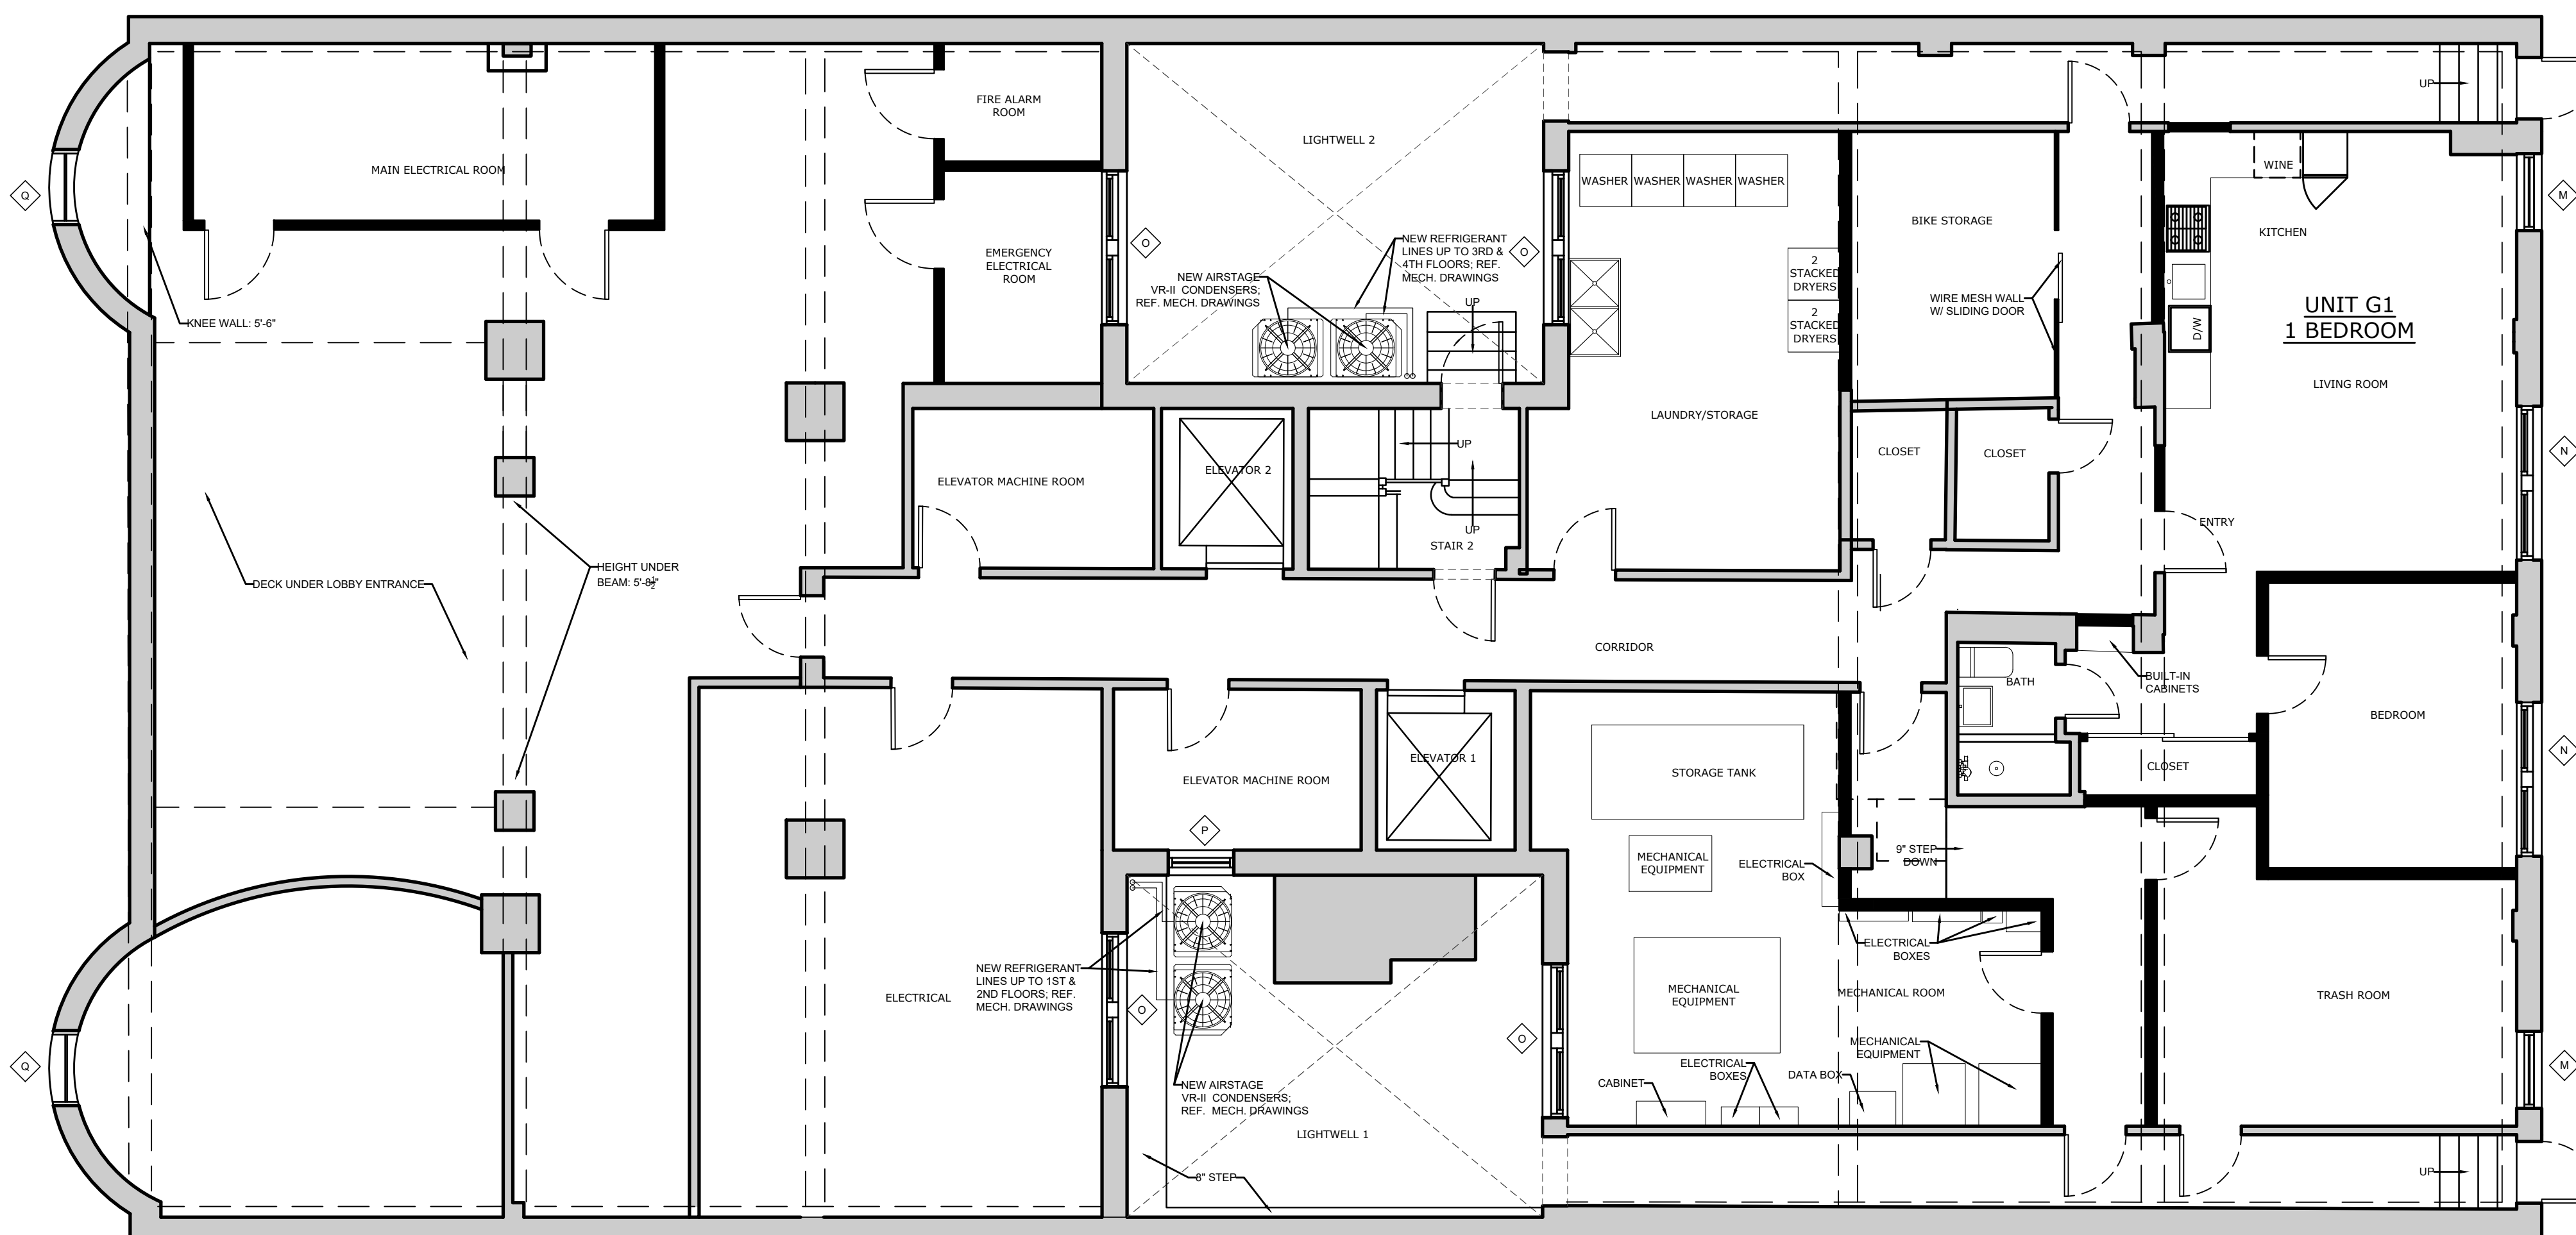 FIRE ALARM
ROOM
MAIN ELECTRICAL ROOM
EMERGENCY
ELECTRICAL
ROOM
Q
KNEE WALL: 5'-6"
LIGHTWELL 2
O
NEW REFRIGERANT
LINES UP TO 3RD &
4TH FLOORS; REF.
MECH. DRAWINGS
NEW AIRSTAGE
VR-II CONDENSERS;
REF. MECH. DRAWINGS
O
UP
WASHER
WASHER
WASHER
WASHER
2
STACKED
DRYERS
2
STACKED
DRYERS
BIKE STORAGE
WIRE MESH WALL
W/ SLIDING DOOR
UP
WINE
KITCHEN
D/W
UNIT G1
1 BEDROOM
LIVING ROOM
M
N
ELEVATOR MACHINE ROOM
ELEVATOR 2
UP
UP
STAIR 2
LAUNDRY/STORAGE
CLOSET
CLOSET
ENTRY
DECK UNDER LOBBY ENTRANCE
HEIGHT UNDER
BEAM: 5'-8½"
CORRIDOR
BATH
BUILT-IN
CABINETS
BEDROOM
N
CLOSET
ELEVATOR MACHINE ROOM
ELEVATOR 1
STORAGE TANK
P
MECHANICAL
EQUIPMENT
ELECTRICAL
BOX
9" STEP
DOWN
ELECTRICAL
NEW REFRIGERANT
LINES UP TO 1ST &
2ND FLOORS; REF.
MECH. DRAWINGS
O
O
ELECTRICAL
BOXES
MECHANICAL
EQUIPMENT
MECHANICAL ROOM
TRASH ROOM
Q
NEW AIRSTAGE
VR-II CONDENSERS;
REF. MECH. DRAWINGS
LIGHTWELL 1
MECHANICAL
EQUIPMENT
ELECTRICAL
BOXES
DATA BOX
CABINET
M
8" STEP
UP